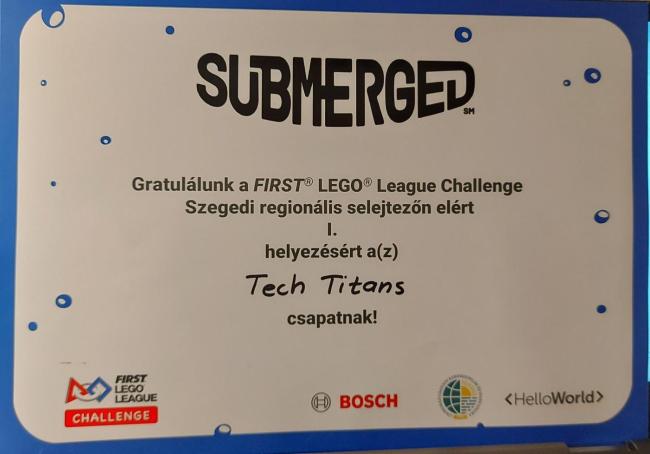 SUBMERGED
SM
Gratulálunk a FIRST® LEGO® League Challenge
Szegedi regionális selejtezőn elért
I.
helyezésért a(z)
Tech Titans
csapatnak!
FIRST
LEGO
LEAGUE
CHALLENGE
BOSCH
<HelloWorld>